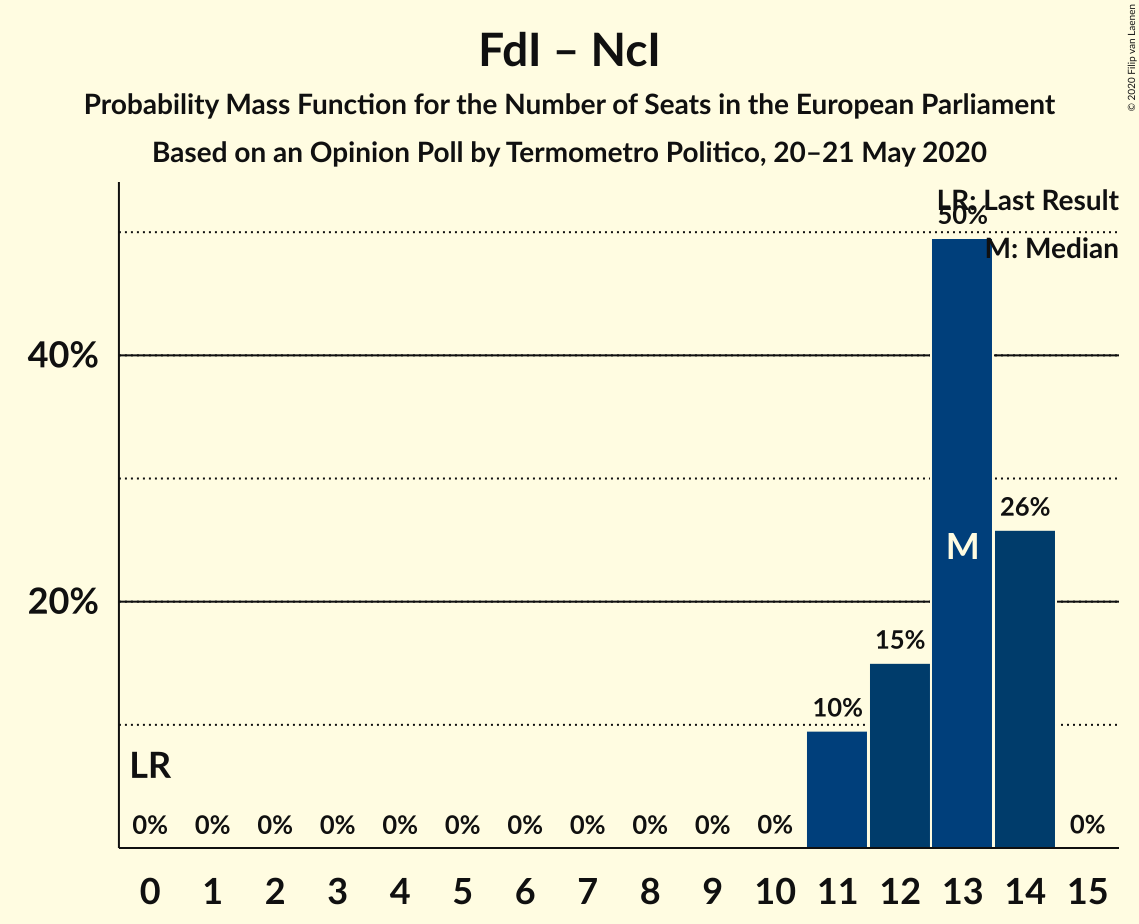 FdI – NcI
Probability Mass Function for the Number of Seats in the European Parliament
Based on an Opinion Poll by Termometro Politico, 20–21 May 2020
© 2020 Filip van Laenen
LR: Last Result
M: Median
50%
40%
26%
M
20%
15%
10%
LR
0% 0% 0% 0% 0% 0% 0% 0% 0% 0% 0% 0%
0 1 2 3 4 5 6 7 8 9 10 11 12 13 14 15